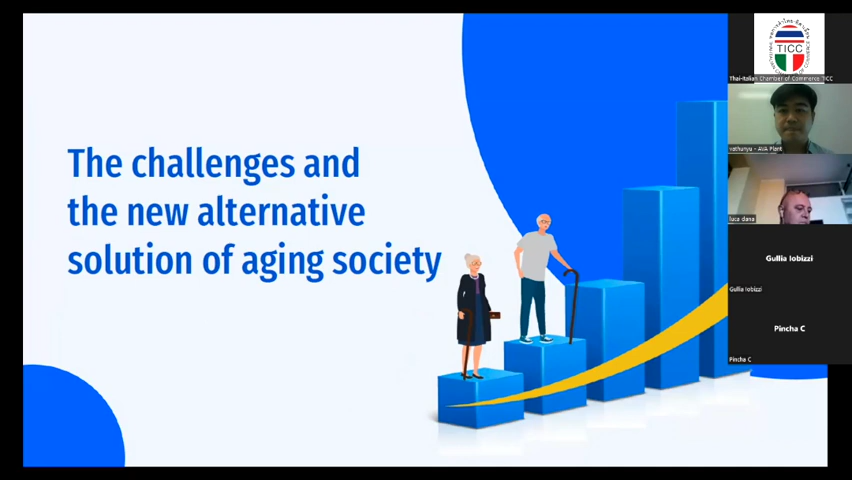 The challenges and
the new alternative
solution of aging society
TICC
Thai-Italian Chamber of Commerce TICC
vathunyu - AVA Plant
luca dana
Gullia Iobizzi
Gullia Iobizzi
Pincha C
Pincha C